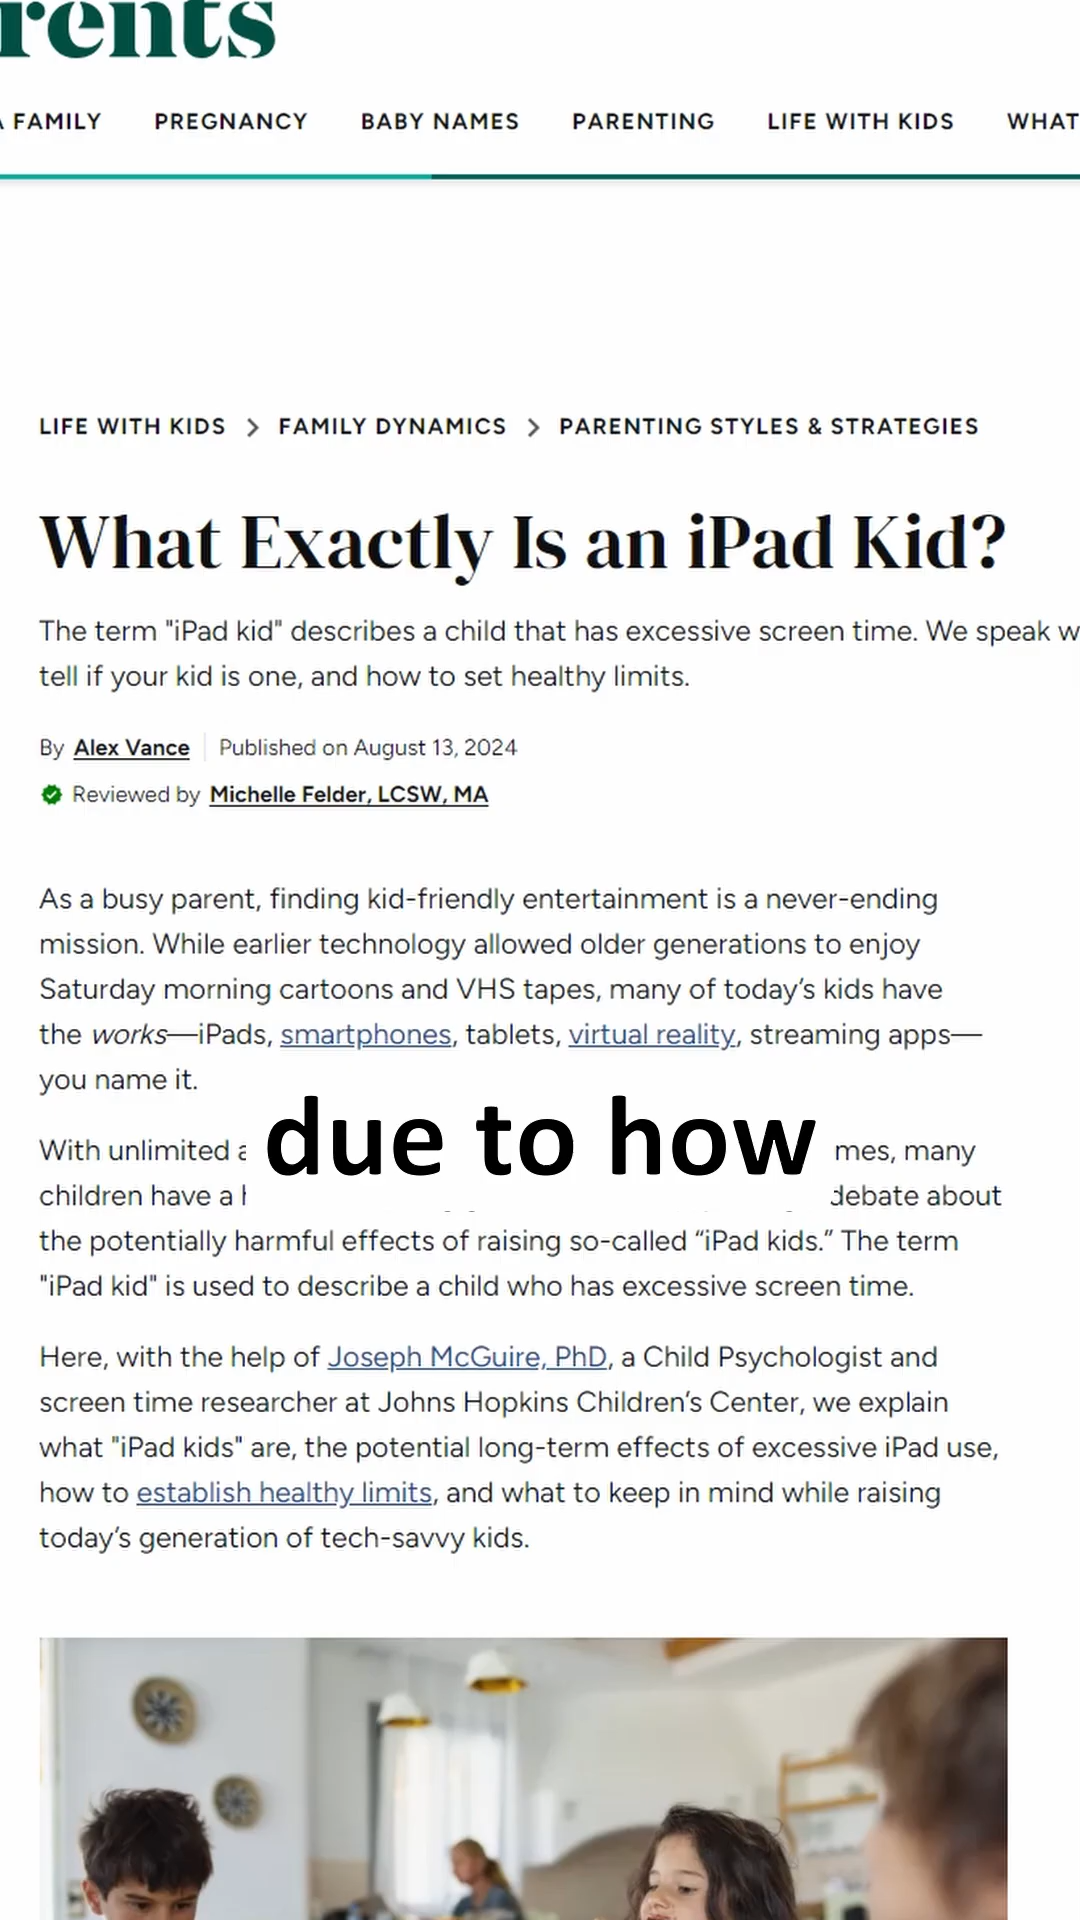 rents
FAMILY PREGNANCY BABY NAMES PARENTING LIFE WITH KIDS WHAT
LIFE WITH KIDS > FAMILY DYNAMICS > PARENTING STYLES & STRATEGIES
What Exactly Is an iPad Kid?
The term "iPad kid" describes a child that has excessive screen time. We speak w
tell if your kid is one, and how to set healthy limits.
By Alex Vance Published on August 13, 2024
Reviewed by Michelle Felder, LCSW, MA
As a busy parent, finding kid-friendly entertainment is a never-ending
mission. While earlier technology allowed older generations to enjoy
Saturday morning cartoons and VHS tapes, many of today’s kids have
the works—iPads, smartphones, tablets, virtual reality, streaming apps—
you name it.
due to how
With unlimited mes, many
children have a debate about
the potentially harmful effects of raising so-called “iPad kids.” The term
"iPad kid" is used to describe a child who has excessive screen time.
Here, with the help of Joseph McGuire, PhD, a Child Psychologist and
screen time researcher at Johns Hopkins Children’s Center, we explain
what "iPad kids" are, the potential long-term effects of excessive iPad use,
how to establish healthy limits, and what to keep in mind while raising
today’s generation of tech-savvy kids.